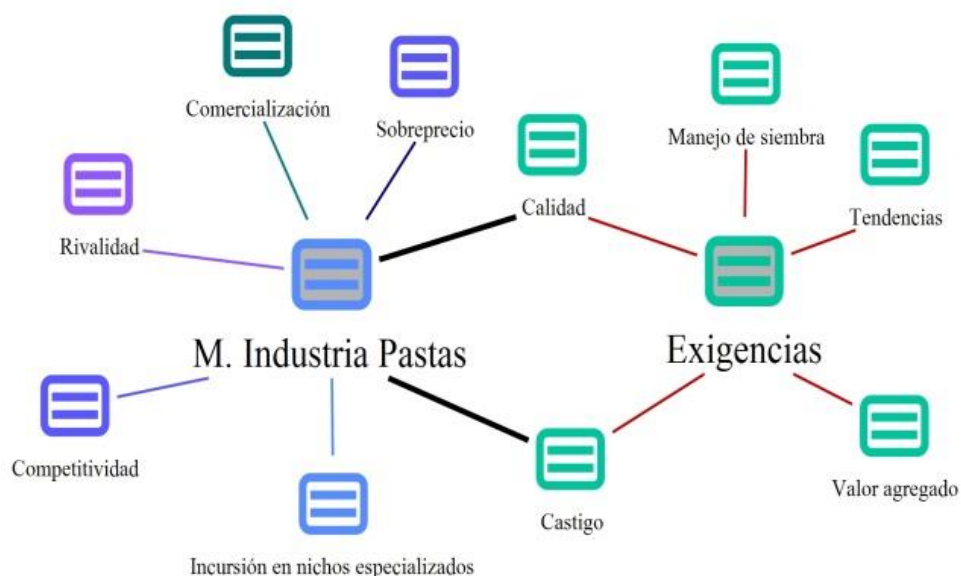 Comercialización
Sobreprecio
Manejo de siembra
Calidad
Tendencias
Rivalidad
M. Industria Pastas
Exigencias
Competitividad
Valor agregado
Castigo
Incursión en nichos especializados